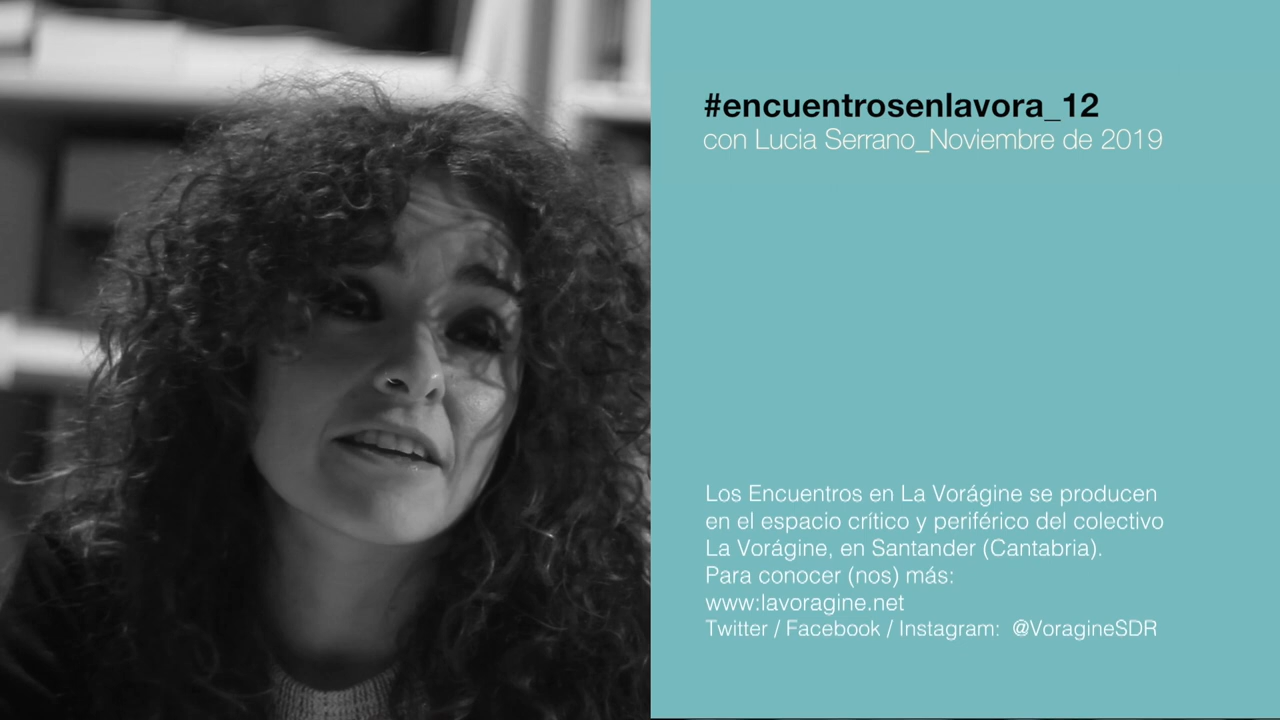 #encuentrosenlavora_12
con Lucia Serrano_Noviembre de 2019
Los Encuentros en La Vorágine se producen
en el espacio crítico y periférico del colectivo
La Vorágine, en Santander (Cantabria).
Para conocer (nos) más:
www:lavoragine.net
Twitter / Facebook / Instagram: @VoragineSDR